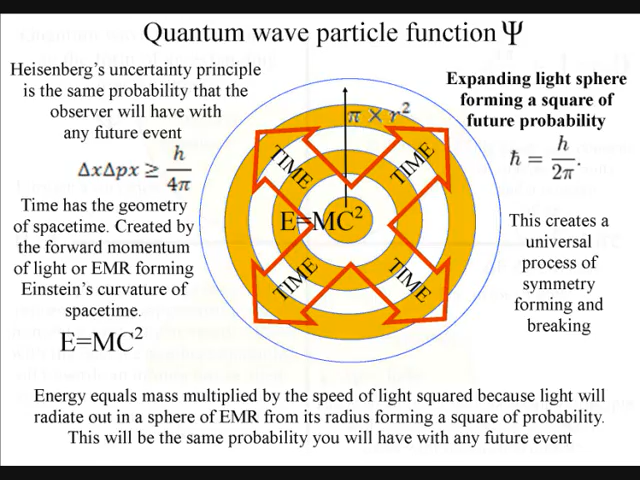 Quantum wave particle function Ψ
Heisenberg's uncertainty principle
is the same probability that the
observer will have with
any future event
ΔxΔpx ≥ h/4π
Time has the geometry
of spacetime. Created by
the forward momentum
of light or EMR forming
Einstein's curvature of
spacetime.
E=MC²
π × r²
TIME
TIME
E=MC²
TIME
TIME
Expanding light sphere
forming a square of
future probability
ħ = h/2π.
This creates a
universal
process of
symmetry
forming and
breaking
Energy equals mass multiplied by the speed of light squared because light will
radiate out in a sphere of EMR from its radius forming a square of probability.
This will be the same probability you will have with any future event